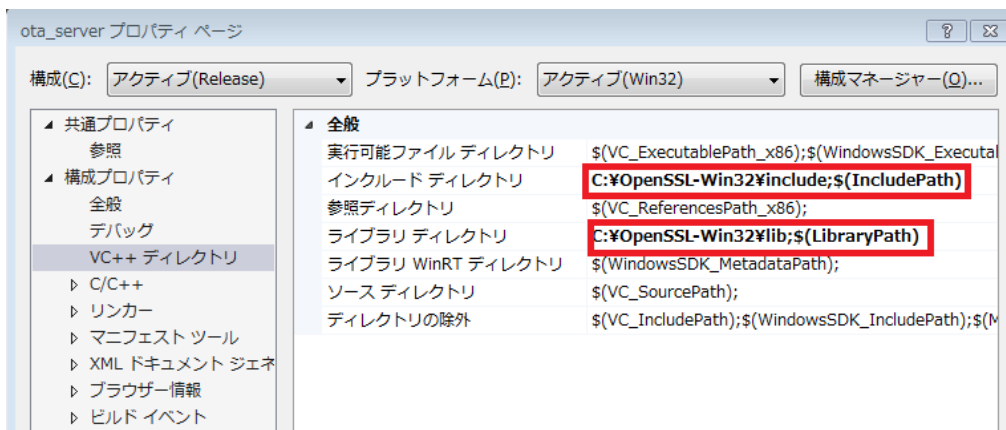 ota_server プロパティ ページ
構成(C): アクティブ(Release) プラットフォーム(P): アクティブ(Win32) 構成マネージャー(O)...
共通プロパティ
参照
構成プロパティ
全般
デバッグ
VC++ ディレクトリ
C/C++
リンカー
マニフェスト ツール
XML ドキュメント ジェネ
ブラウザー情報
ビルド イベント
全般
実行可能ファイル ディレクトリ $(VC_ExecutablePath_x86);$(WindowsSDK_Executal
インクルード ディレクトリ C:¥OpenSSL-Win32¥include;$(IncludePath)
参照ディレクトリ $(VC_ReferencesPath_x86);
ライブラリ ディレクトリ C:¥OpenSSL-Win32¥lib;$(LibraryPath)
ライブラリ WinRT ディレクトリ $(WindowsSDK_MetadataPath);
ソース ディレクトリ $(VC_SourcePath);
ディレクトリの除外 $(VC_IncludePath);$(WindowsSDK_IncludePath);$(M